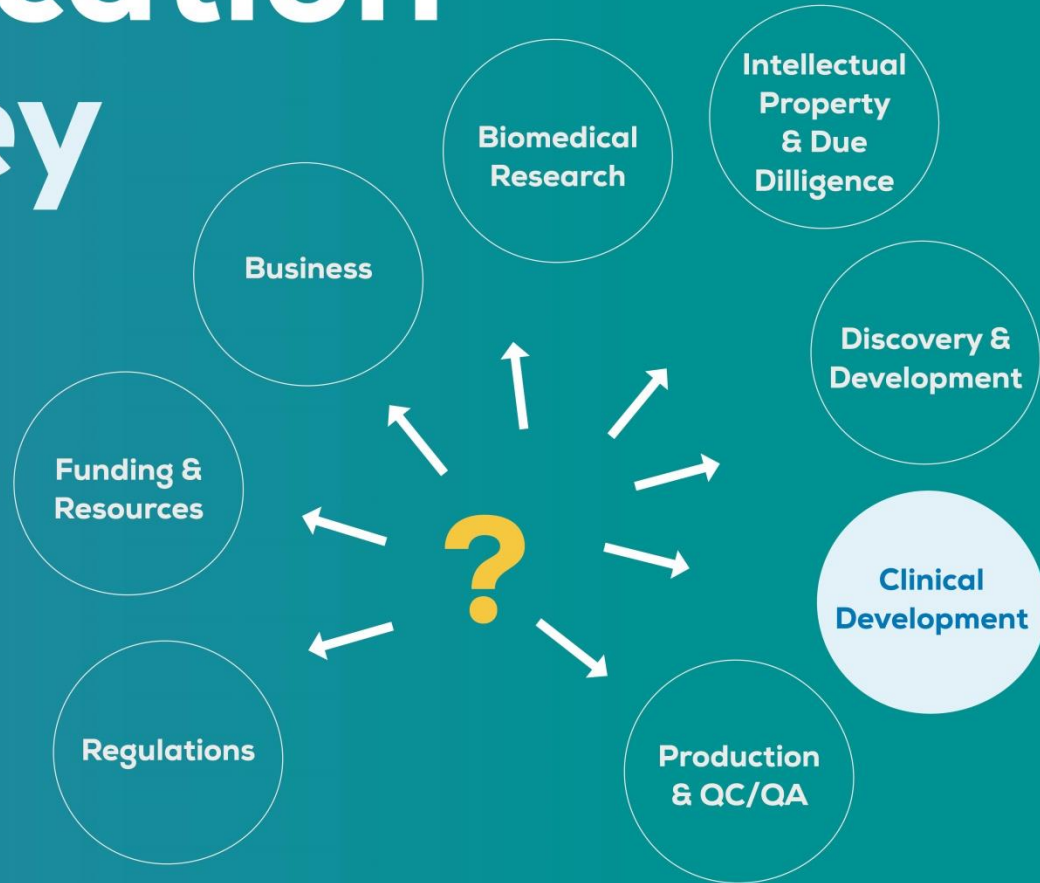 Biomedical
Research
Intellectual
Property
& Due
Dilligence
Business
Discovery &
Development
Funding &
Resources
?
Clinical
Development
Regulations
Production
& QC/QA